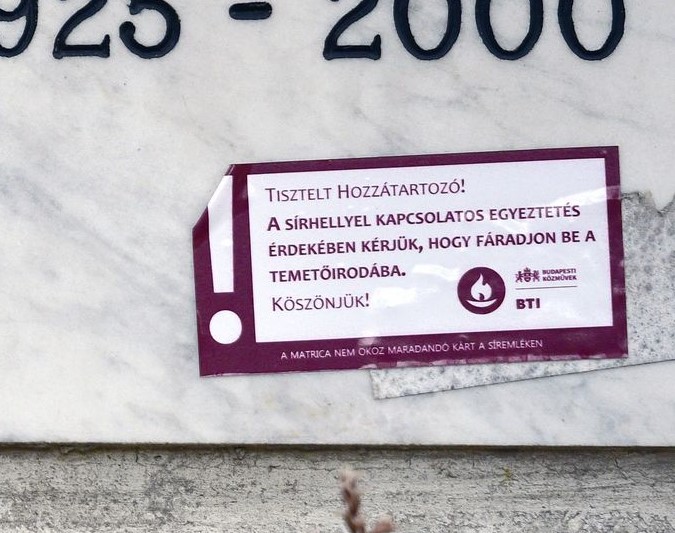 925 - 2000
TISZTELT HOZZÁTARTOZÓ!
A SÍRHELLYEL KAPCSOLATOS EGYEZTETÉS
ÉRDEKÉBEN KÉRJÜK, HOGY FÁRADJON BE A
TEMETŐIRODÁBA.
KÖSZÖNJÜK!
BUDAPESTI
KÖZMŰVEK
BTI
A MATRICA NEM OKOZ MARADANDÓ KÁRT A SÍREMLÉKEN